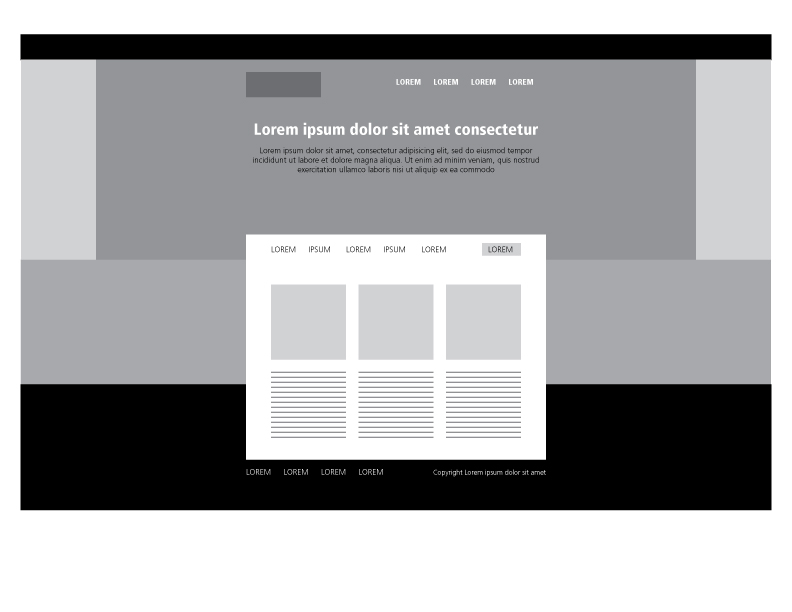 LOREM LOREM LOREM LOREM
Lorem ipsum dolor sit amet consectetur
Lorem ipsum dolor sit amet, consectetur adipisicing elit, sed do eiusmod tempor
incididunt ut labore et dolore magna aliqua. Ut enim ad minim veniam, quis nostrud
exercitation ullamco laboris nisi ut aliquip ex ea commodo
LOREM IPSUM LOREM IPSUM LOREM LOREM
LOREM LOREM LOREM LOREM Copyright Lorem ipsum dolor sit amet